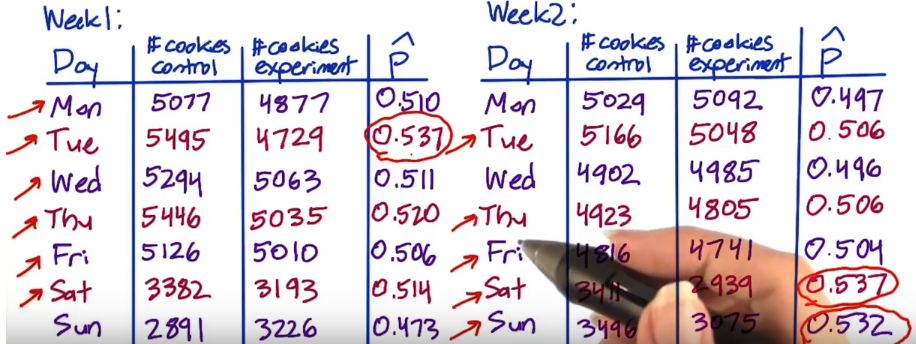 Week1:
Day #cookies control #cookies experiment p̂
Mon 5077 4877 0.510
Tue 5495 4729 0.537
Wed 5294 5063 0.511
Thu 5446 5035 0.520
Fri 5126 5010 0.506
Sat 3382 3193 0.514
Sun 2891 3226 0.473
Week2:
Day #cookies control #cookies experiment p̂
Mon 5029 5092 0.497
Tue 5166 5048 0.506
Wed 4902 4985 0.496
Thu 4923 4805 0.506
Fri 4816 4741 0.504
Sat 3411 2939 0.537
Sun 3496 3075 0.532